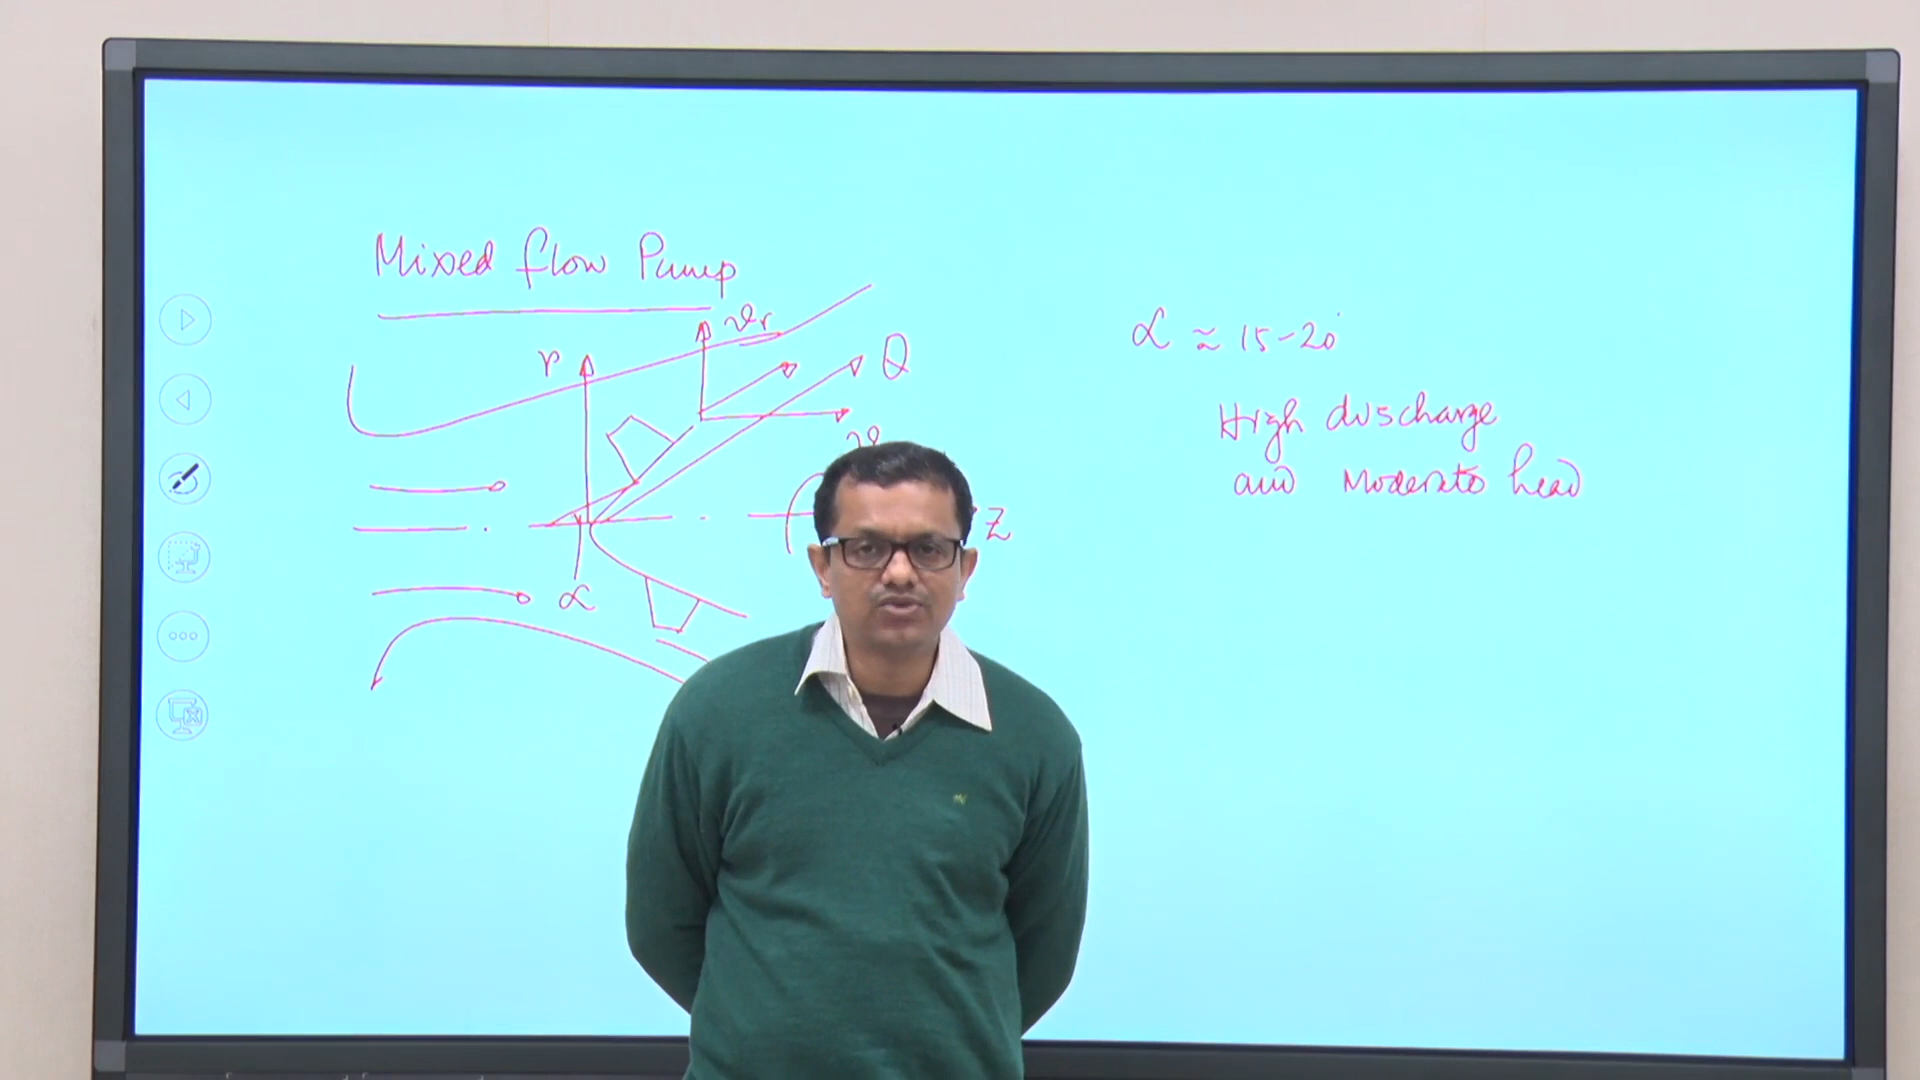 Mixed flow Pump
r
vr
Q
Z
α
α ≃ 15-20°
High discharge
and Moderate head